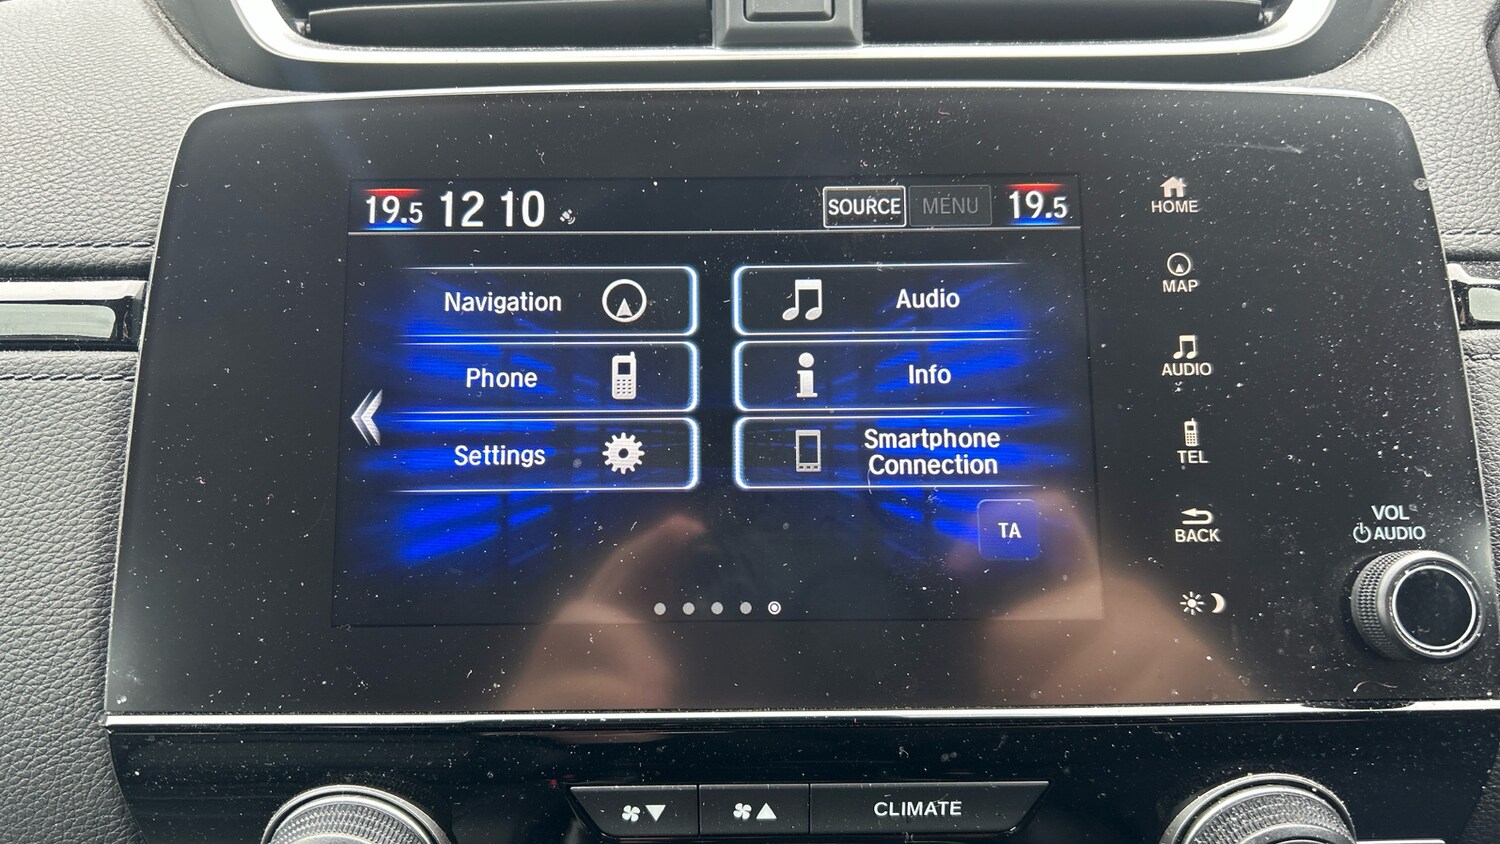 19.5 12 10 SOURCE MENU 19.5
Navigation
Audio
Phone
Info
Settings
Smartphone
Connection
TA
HOME
MAP
AUDIO
TEL
BACK
VOL
AUDIO
CLIMATE